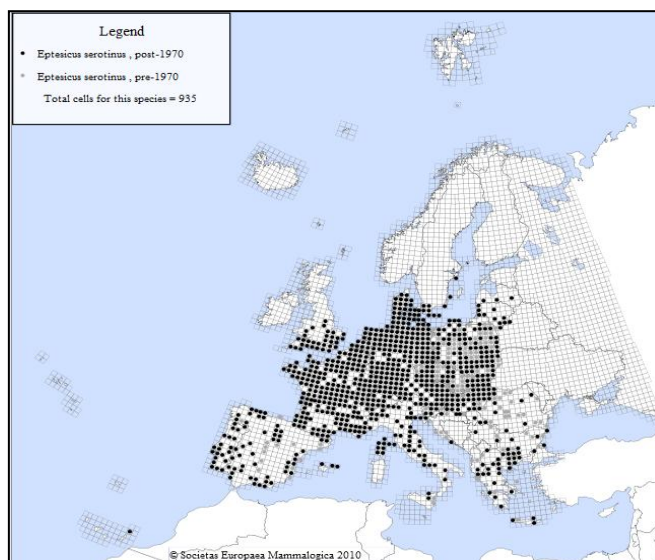 Legend
Eptesicus serotinus , post-1970
Eptesicus serotinus , pre-1970
Total cells for this species = 935
© Societas Europaea Mammalogica 2010